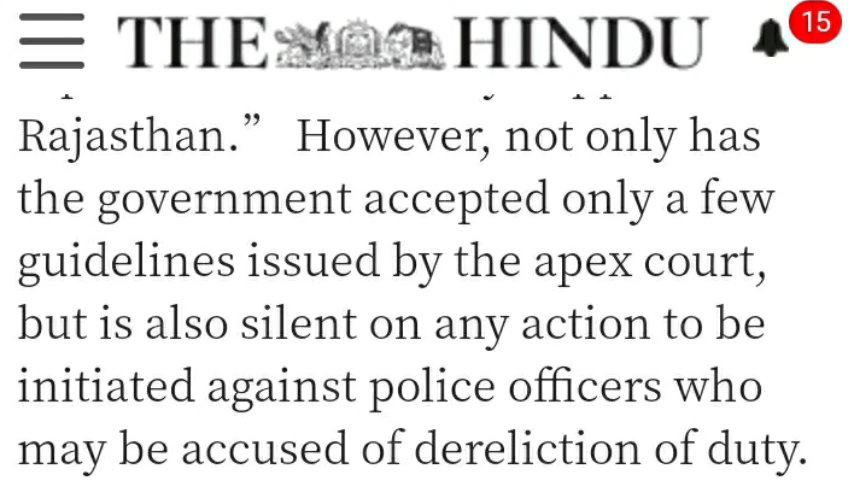 THE HINDU
15
Rajasthan.” However, not only has
the government accepted only a few
guidelines issued by the apex court,
but is also silent on any action to be
initiated against police officers who
may be accused of dereliction of duty.